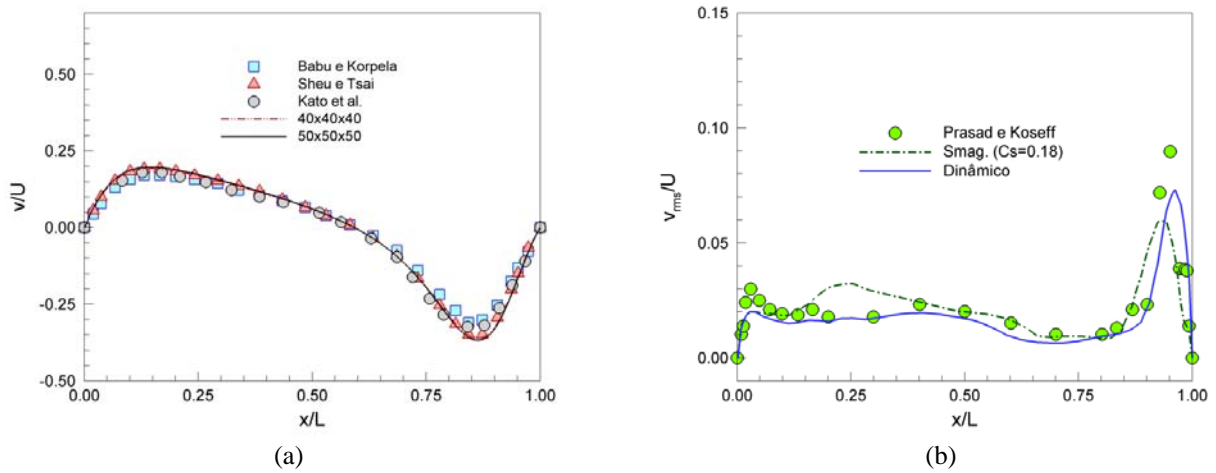 0.50
0.25
0.00
-0.25
-0.50
v/U
0.00
0.25
0.50
0.75
1.00
x/L
Babu e Korpela
Sheu e Tsai
Kato et al.
40x40x40
50x50x50
(a)
0.15
0.10
0.05
0.00
vrms/U
0.00
0.25
0.50
0.75
1.00
x/L
Prasad e Koseff
Smag. (Cs=0.18)
Dinâmico
(b)